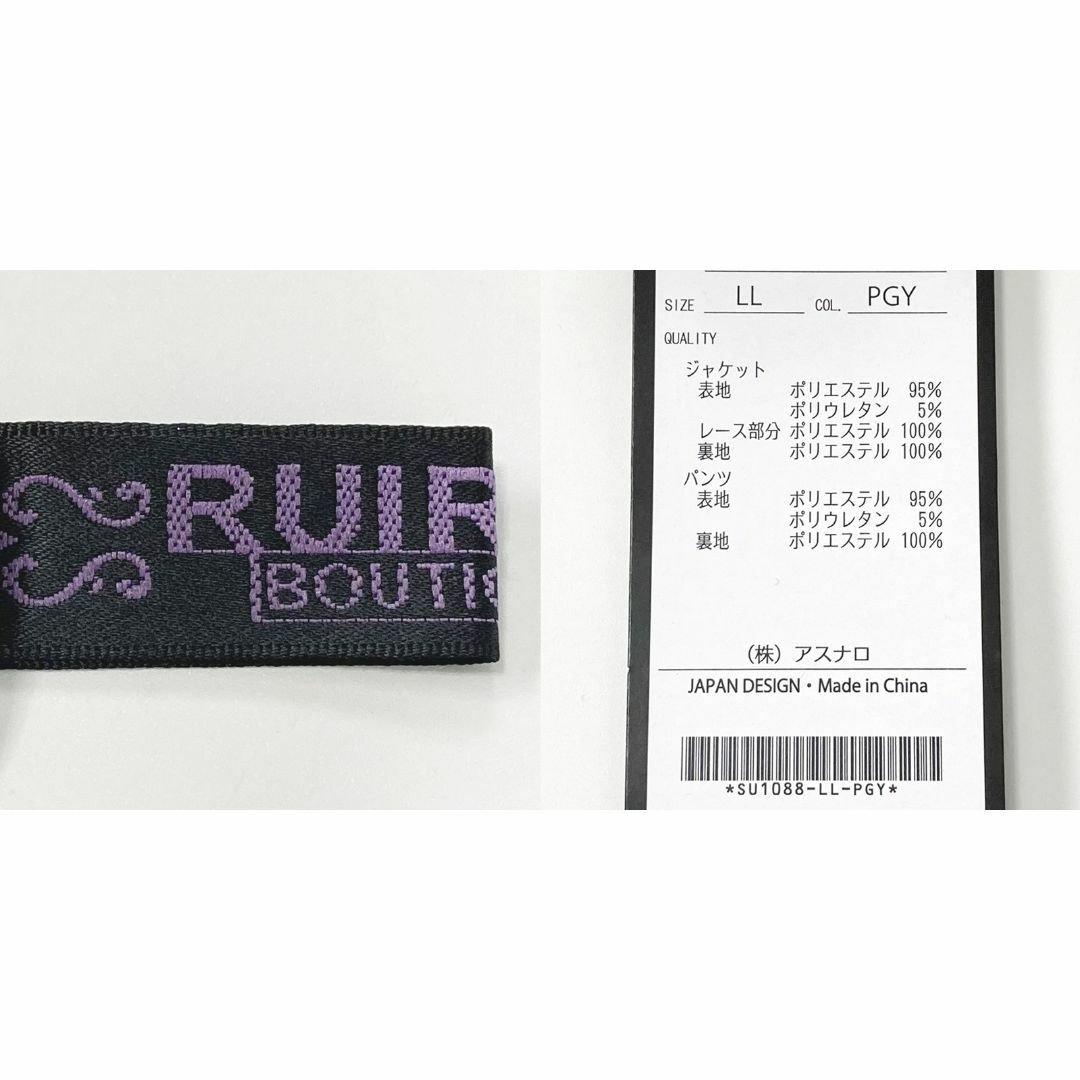 RUIR
BOUTI
SIZE LL COL. PGY
QUALITY
ジャケット
表地 ポリエステル 95%
ポリウレタン 5%
レース部分 ポリエステル 100%
裏地 ポリエステル 100%
パンツ
表地 ポリエステル 95%
ポリウレタン 5%
裏地 ポリエステル 100%
(株) アスナロ
JAPAN DESIGN・Made in China
*SU1088-LL-PGY*